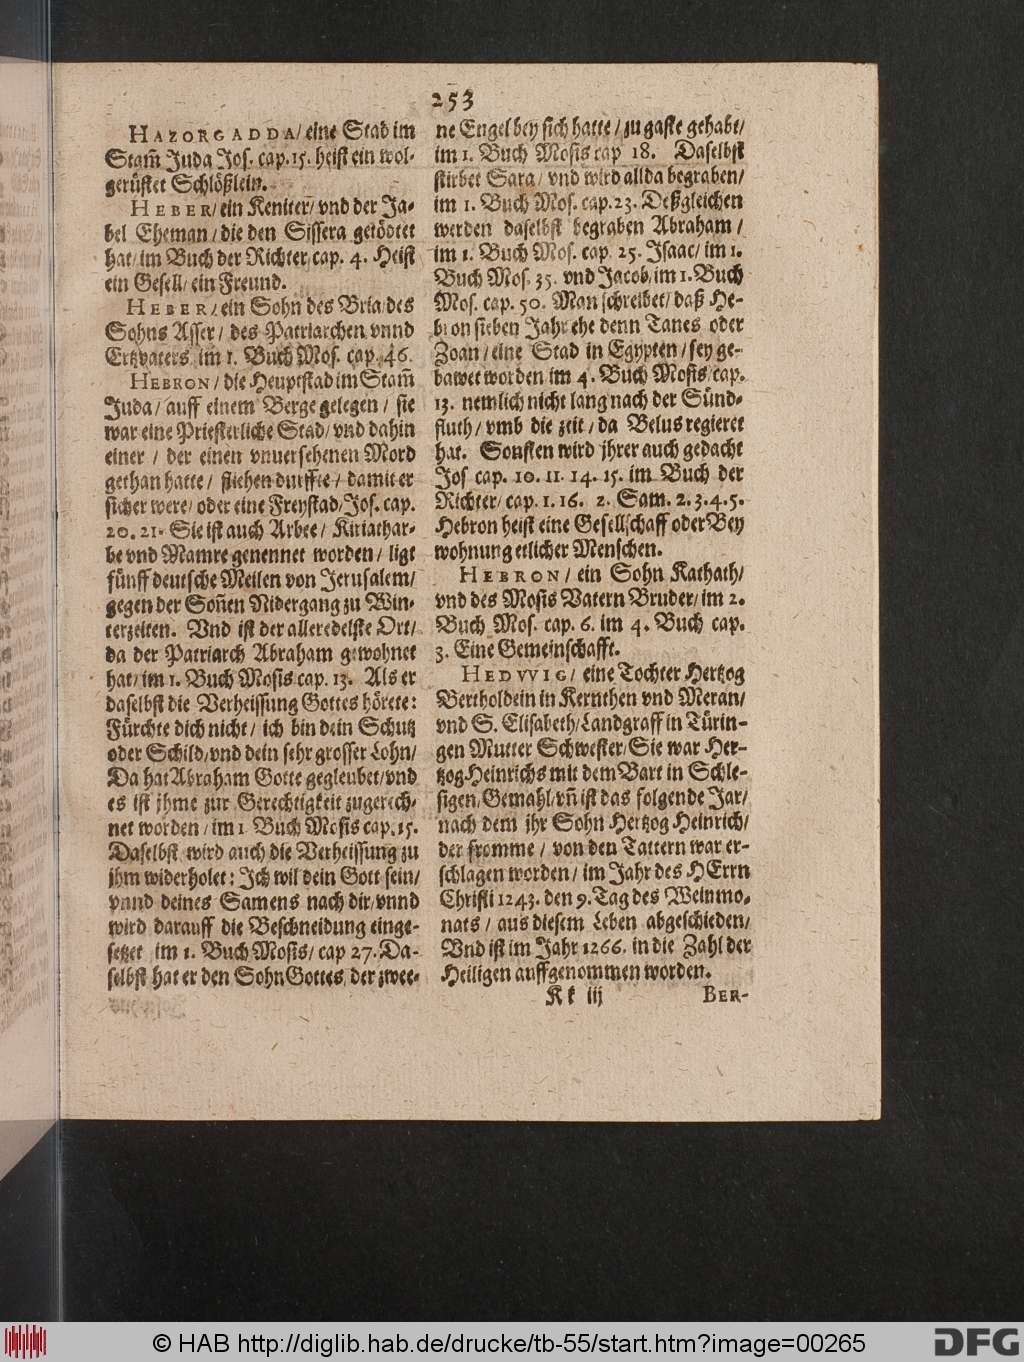 253
HAZORGADDA/ eine Stad im
Stam̃ Juda Jos. cap. 15. heist ein wol-
gerüstet Schlößlein.
HEBER/ ein Keniter/ vnd der Ja-
bel Eheman/ die den Sissera getödtet
hat/ im Buch der Richter/ cap. 4. Heist
ein Gesell/ ein Freund.
HEBER/ ein Sohn des Bria/ des
Sohns Asser/ des Patriarchen vnnd
Ertzvaters/ im 1. Buch Mos. cap. 46.
HEBRON/ die Heuptstad im Stam̃
Juda/ auff einem Berge gelegen/ sie
war eine Priesterliche Stad/ vnd dahin
einer/ der einen vnuersehenen Mord
gethan hatte/ fliehen durffte/ damit er
sicher were/ oder eine Freystad/ Jos. cap.
20. 21. Sie ist auch Arbee/ Kiriathar-
be vnd Mamre genennet worden/ ligt
fünff deutsche Meilen von Jerusalem/
gegen der Soñen Nidergang zu Win-
terzeiten. Vnd ist der alleredelste Ort/
da der Patriarch Abraham gewohnet
hat/ im 1. Buch Mosis cap. 13. Als er
daselbst die Verheissung Gottes hörete:
Fürchte dich nicht/ ich bin dein Schutz
oder Schild/ vnd dein sehr grosser Lohn/
Da hat Abraham Gotte gegleubet/ vnd
es ist jhme zur Gerechtigkeit zugerech-
net worden/ im 1. Buch Mosis cap. 15.
Daselbst wird auch die Verheissung zu
jhm widerholet: Ich wil dein Gott sein/
vnnd deines Samens nach dir/ vnnd
wird darauff die Beschneidung einge-
setzet im 1. Buch Mosis/ cap 27. Da-
selbst hat er den Sohn Gottes/ der zwee-
ne Engel bey sich hatte/ zu gaste gehabt/
im 1. Buch Mosis cap 18. Daselbst
stirbet Sara/ vnd wird allda begraben/
im 1. Buch Mos. cap. 23. Deßgleichen
werden daselbst begraben Abraham/
im 1. Buch Mos. cap. 25. Isaac/ im 1.
Buch Mos. 35. vnd Jacob/ im 1. Buch
Mos. cap. 50. Man schreibet/ daß He-
bron sieben Jahr ehe denn Tanes oder
Zoan/ eine Stad in Egypten/ sey ge-
bawet worden im 4. Buch Mosis/ cap.
13. nemlich nicht lang nach der Sünd-
fluth/ vmb die zeit/ da Belus regieret
hat. Sonsten wird jhrer auch gedacht
Jos cap. 10. 11. 14. 15. im Buch der
Richter/ cap. 1. 16. 2. Sam. 2. 3. 4. 5.
Hebron heist eine Gesellschaff oder Bey
wohnung etlicher Menschen.
HEBRON/ ein Sohn Kathath/
vnd des Mosis Vatern Bruder/ im 2.
Buch Mos. cap. 6. im 4. Buch cap.
3. Eine Gemeinschafft.
HEDVVIG/ eine Tochter Hertzog
Bertholdein in Kernthen vnd Meran/
vnd S. Elisabeth/ Landgraff in Türin-
gen Mutter Schwester/ Sie war Her-
tzog Heinrichs mit dem Bart in Schle-
sigen/ Gemahl/ vñ ist das folgende Jar/
nach dem jhr Sohn Hertzog Heinrich/
der fromme/ von den Tattern war er-
schlagen worden/ im Jahr des HErrn
Christi 1243. den 9. Tag des Weinmo-
nats/ aus diesem Leben abgeschieden/
Vnd ist im Jahr 1266. in die Zahl der
Heiligen auffgenommen worden.
Kk iij BER-
© HAB http://diglib.hab.de/drucke/tb-55/start.htm?image=00265
DFG